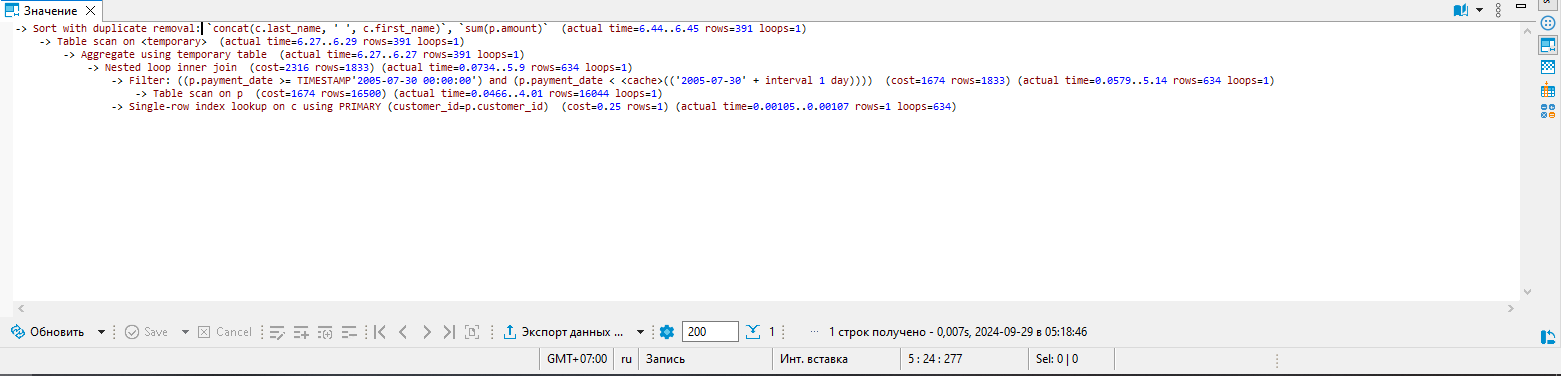 Значение
-> Sort with duplicate removal: `concat(c.last_name, ' ', c.first_name)`, `sum(p.amount)`  (actual time=6.44..6.45 rows=391 loops=1)
-> Table scan on <temporary>  (actual time=6.27..6.29 rows=391 loops=1)
-> Aggregate using temporary table  (actual time=6.27..6.27 rows=391 loops=1)
-> Nested loop inner join  (cost=2316 rows=1833) (actual time=0.0734..5.9 rows=634 loops=1)
-> Filter: ((p.payment_date >= TIMESTAMP'2005-07-30 00:00:00') and (p.payment_date < <cache>(('2005-07-30' + interval 1 day))))  (cost=1674 rows=1833) (actual time=0.0579..5.14 rows=634 loops=1)
-> Table scan on p  (cost=1674 rows=16500) (actual time=0.0466..4.01 rows=16044 loops=1)
-> Single-row index lookup on c using PRIMARY (customer_id=p.customer_id)  (cost=0.25 rows=1) (actual time=0.00105..0.00107 rows=1 loops=634)
Обновить Save Cancel Экспорт данных ... 200 1 ... 1 строк получено - 0,007s, 2024-09-29 в 05:18:46
GMT+07:00 ru Запись Инт. вставка 5 : 24 : 277 Sel: 0 | 0